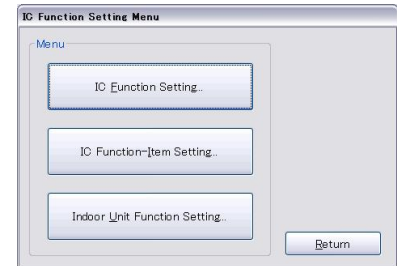 IC Function Setting Menu
Menu
IC Function Setting...
IC Function-Item Setting...
Indoor Unit Function Setting...
Return